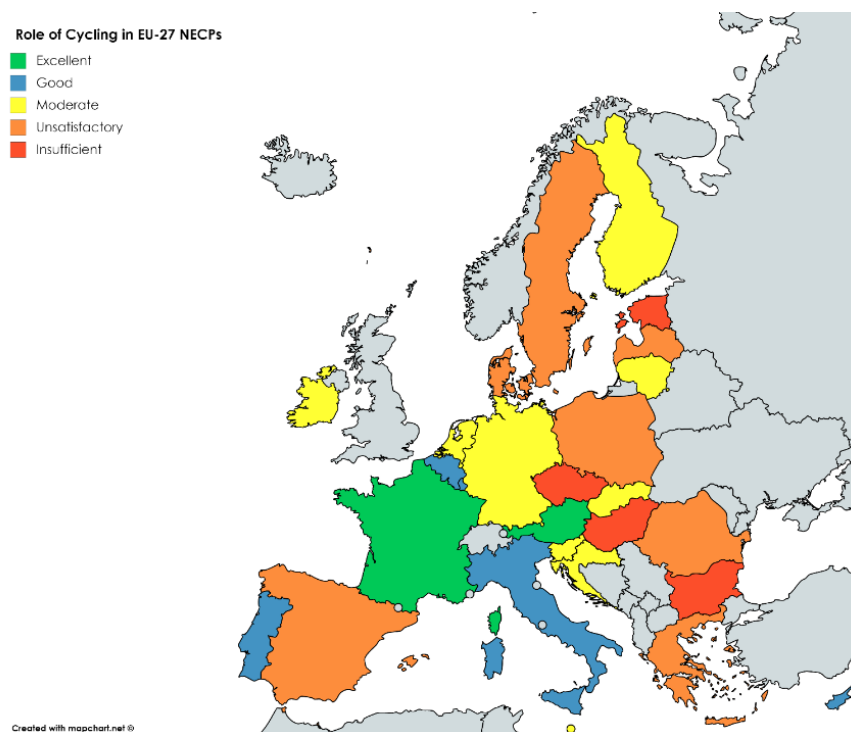 Role of Cycling in EU-27 NECPs
Excellent
Good
Moderate
Unsatisfactory
Insufficient
Created with mapchart.net ©